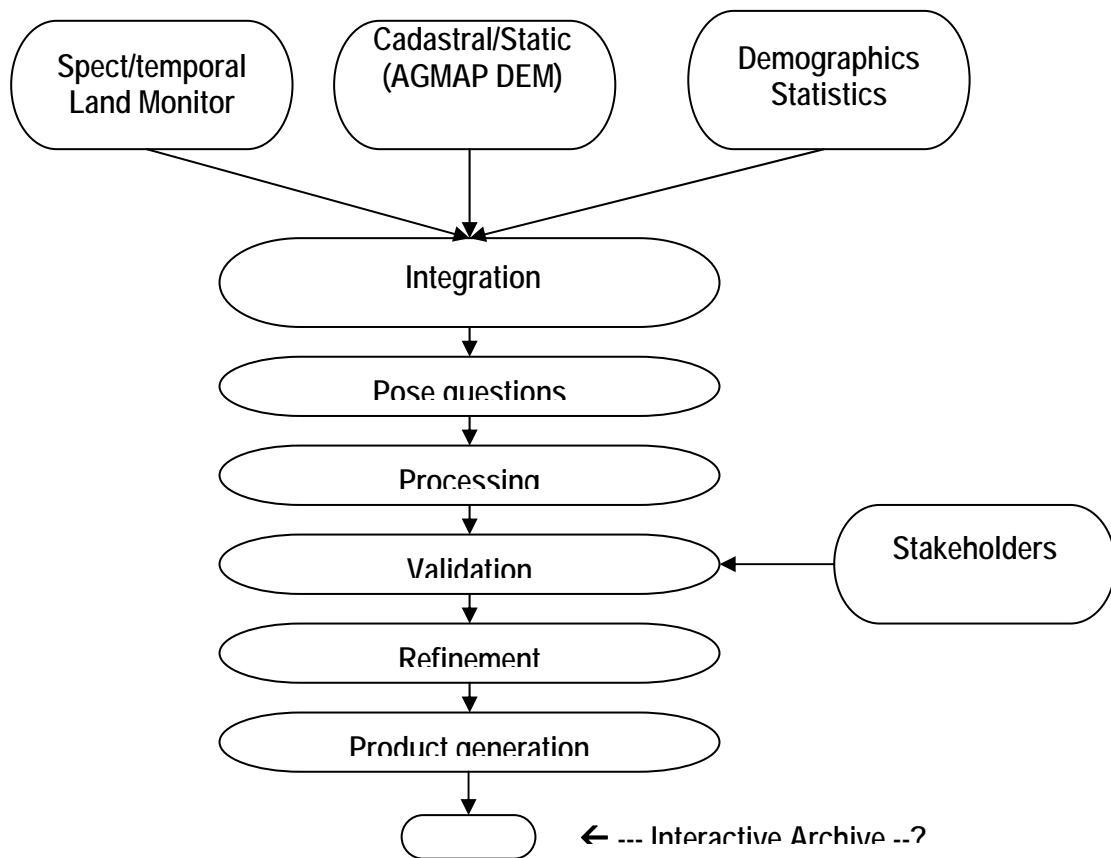 Spect/temporal
Land Monitor
Cadastral/Static
(AGMAP DEM)
Demographics
Statistics
Integration
Pose questions
Processing
Validation
Stakeholders
Refinement
Product generation
← --- Interactive Archive --?